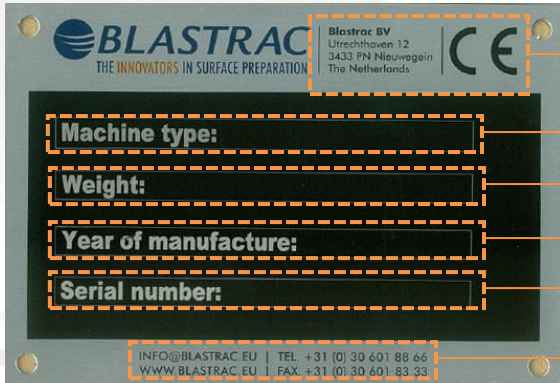 BLASTRAC
THE INNOVATORS IN SURFACE PREPARATION
Blastrac BV
Utrechthaven 12
3433 PN Nieuwegein
The Netherlands
CE
Machine type:
Weight:
Year of manufacture:
Serial number:
INFO@BLASTRAC.EU | TEL. +31 (0) 30 601 88 66
WWW.BLASTRAC.EU | FAX. +31 (0) 30 601 83 33